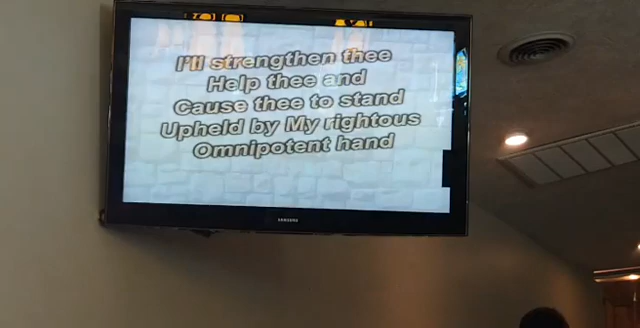 I'll strengthen thee
Help thee and
Cause thee to stand
Upheld by My rightous
Omnipotent hand
SAMSUNG